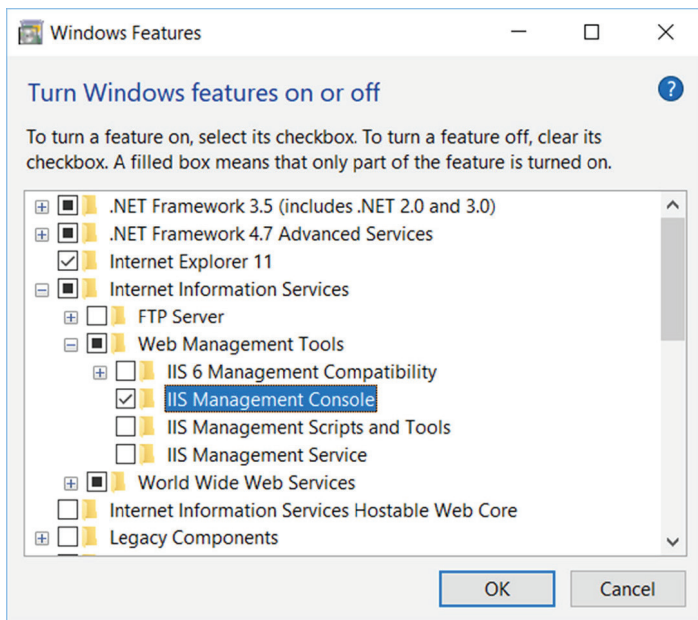 Windows Features
Turn Windows features on or off
?
To turn a feature on, select its checkbox. To turn a feature off, clear its
checkbox. A filled box means that only part of the feature is turned on.
.NET Framework 3.5 (includes .NET 2.0 and 3.0)
.NET Framework 4.7 Advanced Services
Internet Explorer 11
Internet Information Services
FTP Server
Web Management Tools
IIS 6 Management Compatibility
IIS Management Console
IIS Management Scripts and Tools
IIS Management Service
World Wide Web Services
Internet Information Services Hostable Web Core
Legacy Components
OK
Cancel